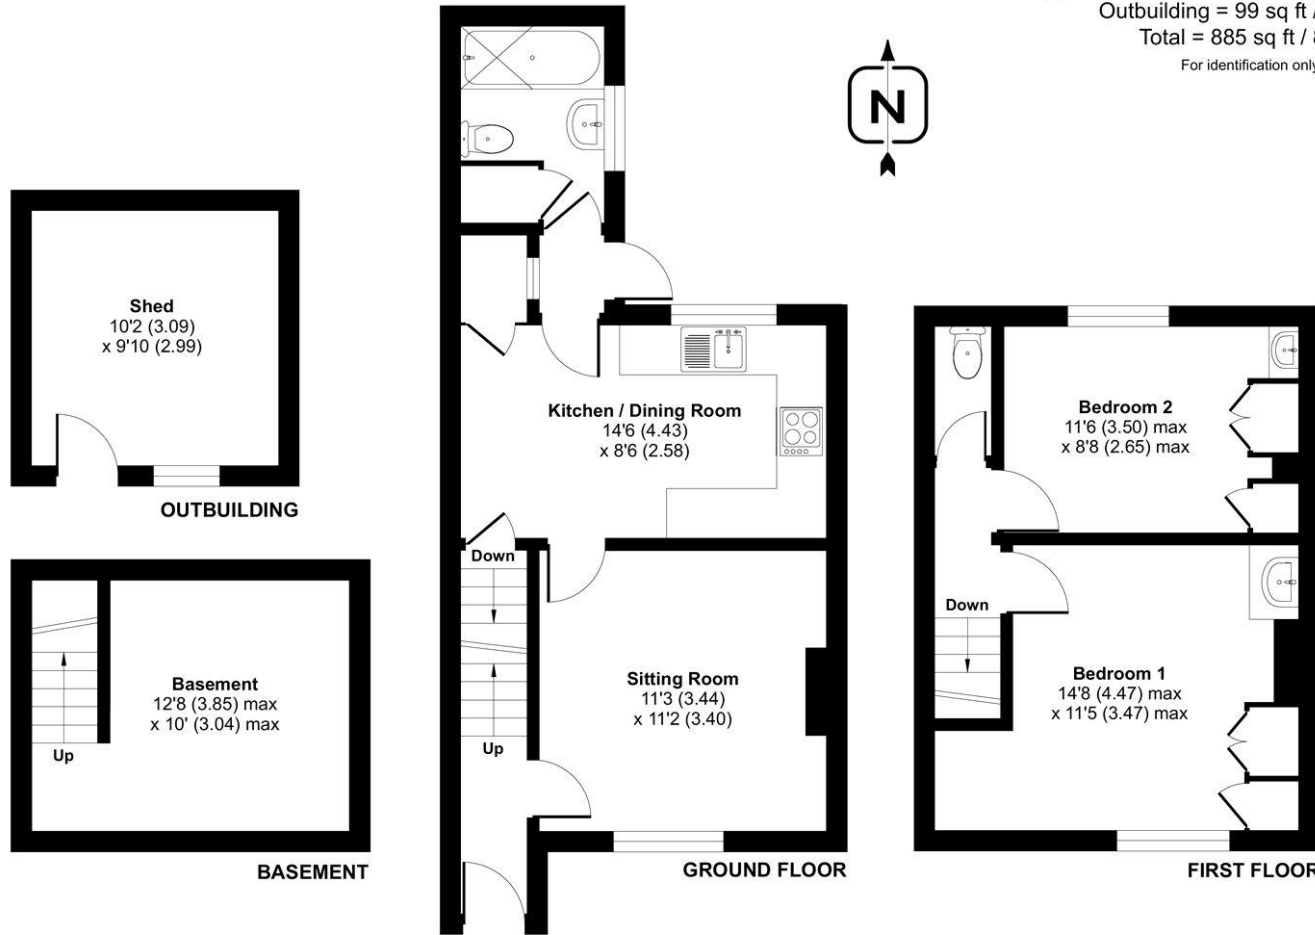 Outbuilding = 99 sq ft /
Total = 885 sq ft / 8
For identification only
N
Shed
10'2 (3.09)
x 9'10 (2.99)
OUTBUILDING
Kitchen / Dining Room
14'6 (4.43)
x 8'6 (2.58)
Bedroom 2
11'6 (3.50) max
x 8'8 (2.65) max
Down
Down
Basement
12'8 (3.85) max
x 10' (3.04) max
Up
Sitting Room
11'3 (3.44)
x 11'2 (3.40)
Up
Bedroom 1
14'8 (4.47) max
x 11'5 (3.47) max
BASEMENT
GROUND FLOOR
FIRST FLOOR